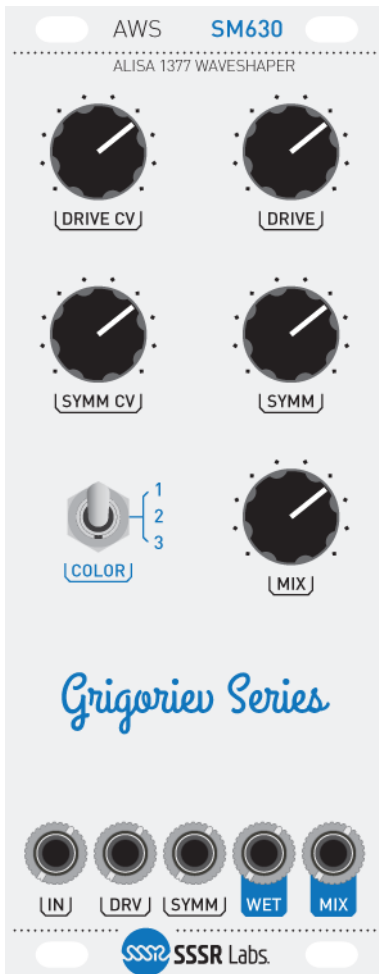 AWS SM630
ALISA 1377 WAVESHAPER
DRIVE CV DRIVE
SYMM CV SYMM
1
2
3
COLOR
MIX
Grigoriev Series
IN DRV SYMM WET MIX
SSSR Labs.